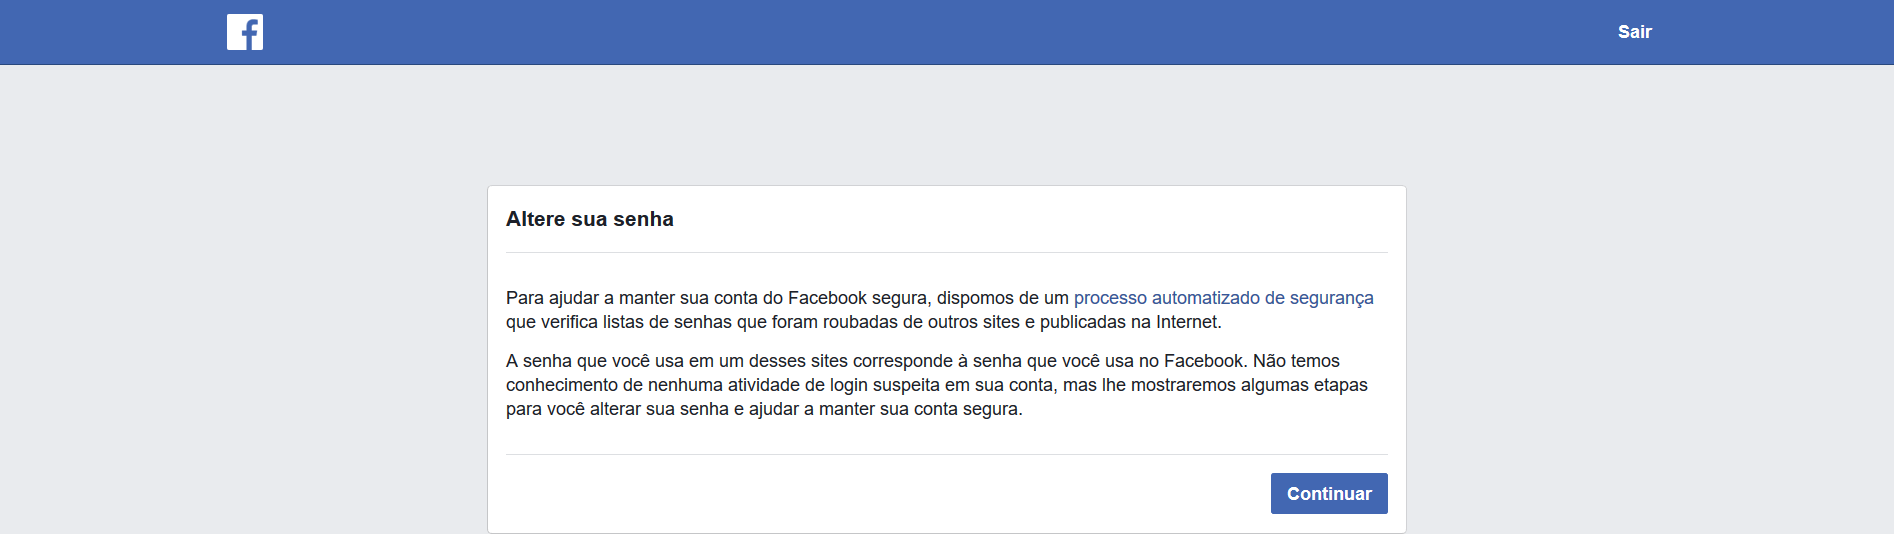 Sair
Altere sua senha
Para ajudar a manter sua conta do Facebook segura, dispomos de um processo automatizado de segurança
que verifica listas de senhas que foram roubadas de outros sites e publicadas na Internet.
A senha que você usa em um desses sites corresponde à senha que você usa no Facebook. Não temos
conhecimento de nenhuma atividade de login suspeita em sua conta, mas lhe mostraremos algumas etapas
para você alterar sua senha e ajudar a manter sua conta segura.
Continuar